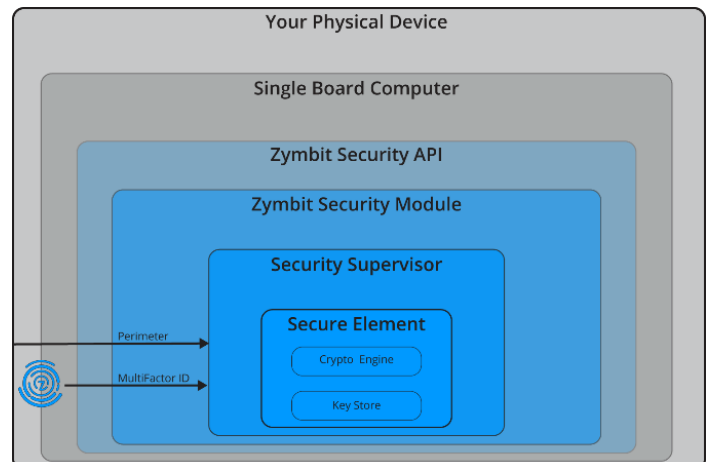 Your Physical Device
Single Board Computer
Zymbit Security API
Zymbit Security Module
Security Supervisor
Secure Element
Perimeter
Crypto Engine
MultiFactor ID
Key Store